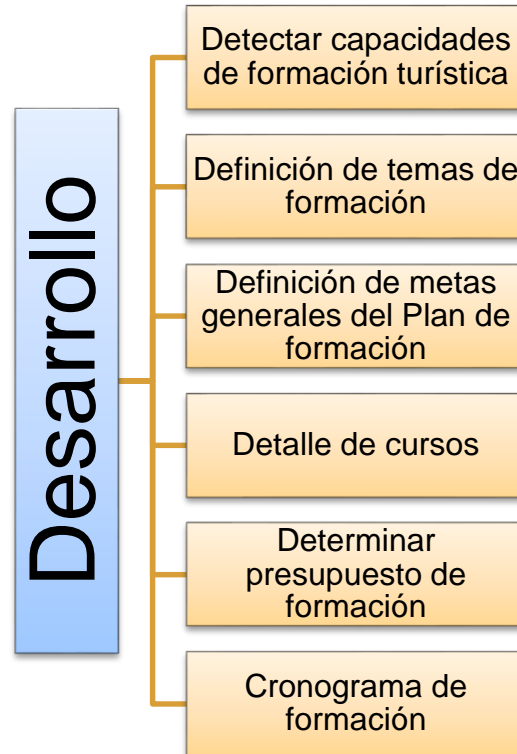 Desarrollo
Detectar capacidades
de formación turística
Definición de temas de
formación
Definición de metas
generales del Plan de
formación
Detalle de cursos
Determinar
presupuesto de
formación
Cronograma de
formación